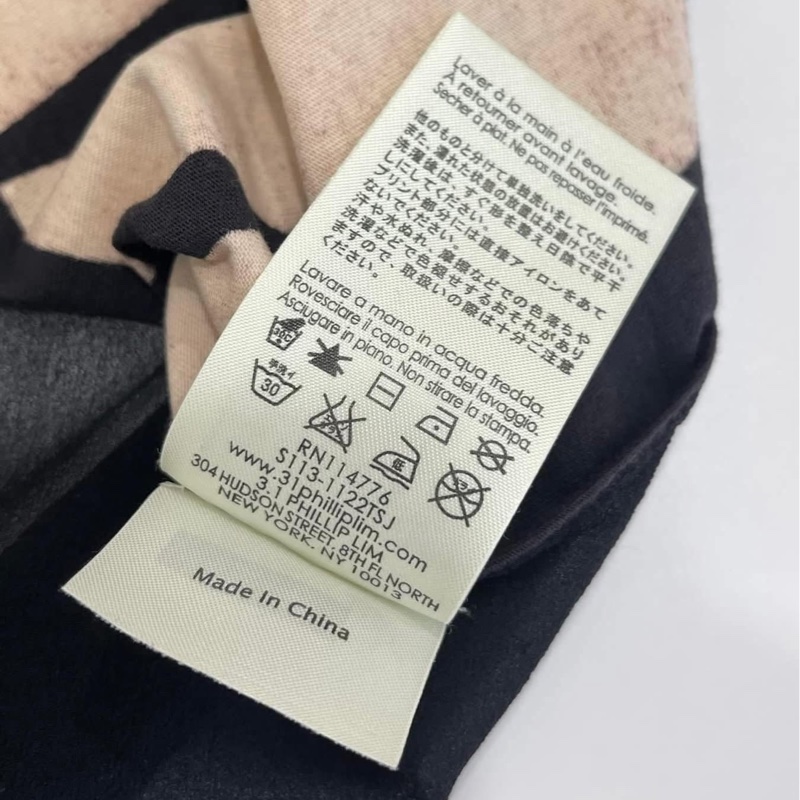 Laver à la main à l'eau froide.
A retourner avant lavage.
Secher à plat. Ne pas repasser l'imprimé.
他のものと分けて単独洗いをしてください。
また、濡れた状態の放置はお避けください。
洗濯後は、すぐ形を整え日陰で平干
しにしてください。
プリント部分には直接アイロンをあて
ないでください。
汗や水ぬれ、摩擦などでの色落ちや
洗濯などで色褪せするおそれがあり
ますので、取扱いの際は十分ご注意
ください。
Lavare a mano in acqua fredda.
Rovesciare il capo prima del lavaggio.
Asciugare in piano. Non stirare la stampa.
30°C
手洗イ
30
低
RN114776
S113-1122TSJ
www.31philliplim.com
3.1 PHILLIP LIM
304 HUDSON STREET, 8TH FL NORTH
NEW YORK, NY 10013
Made In China